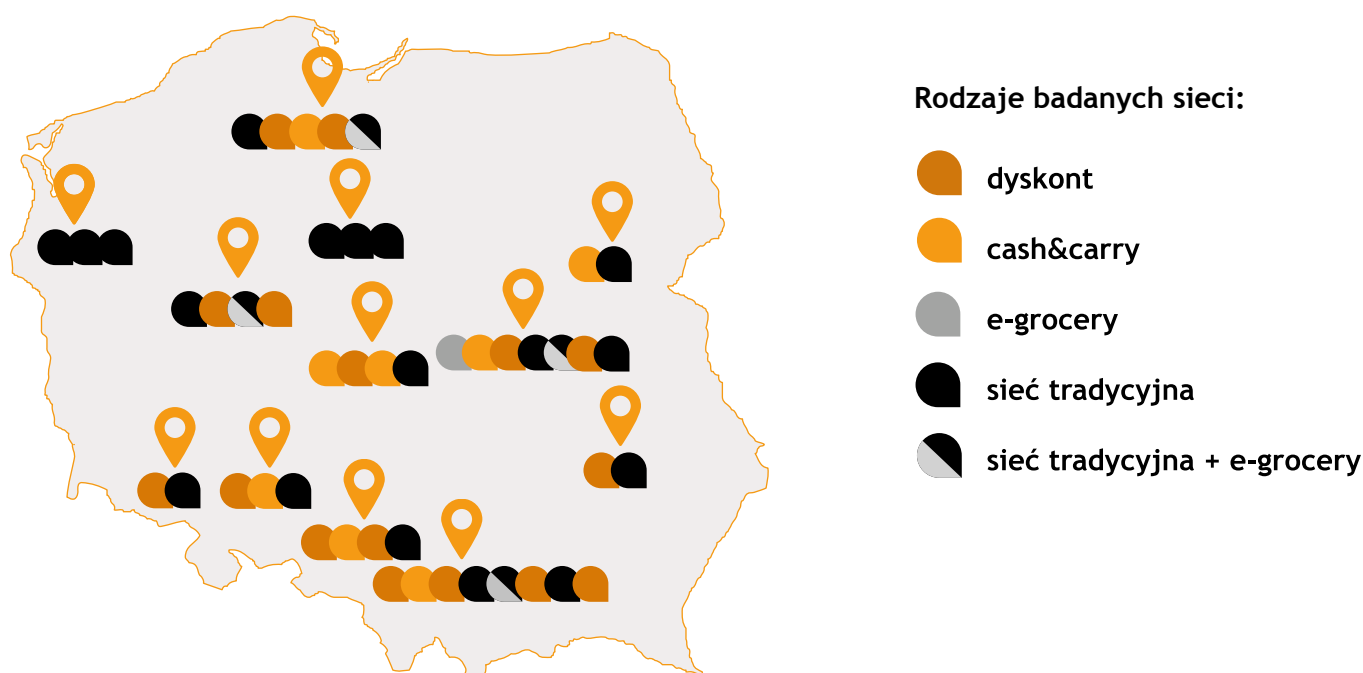 Rodzaje badanych sieci:
dyskont
cash&carry
e-grocery
sieć tradycyjna
sieć tradycyjna + e-grocery